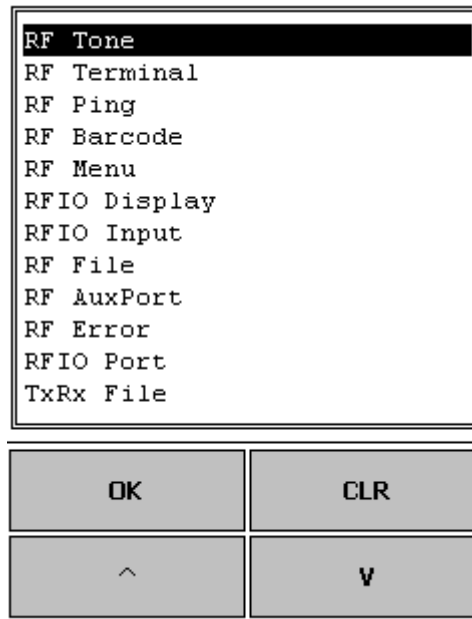 RF Tone
RF Terminal
RF Ping
RF Barcode
RF Menu
RFIO Display
RFIO Input
RF File
RF AuxPort
RF Error
RFIO Port
TxRx File
OK CLR
^ v